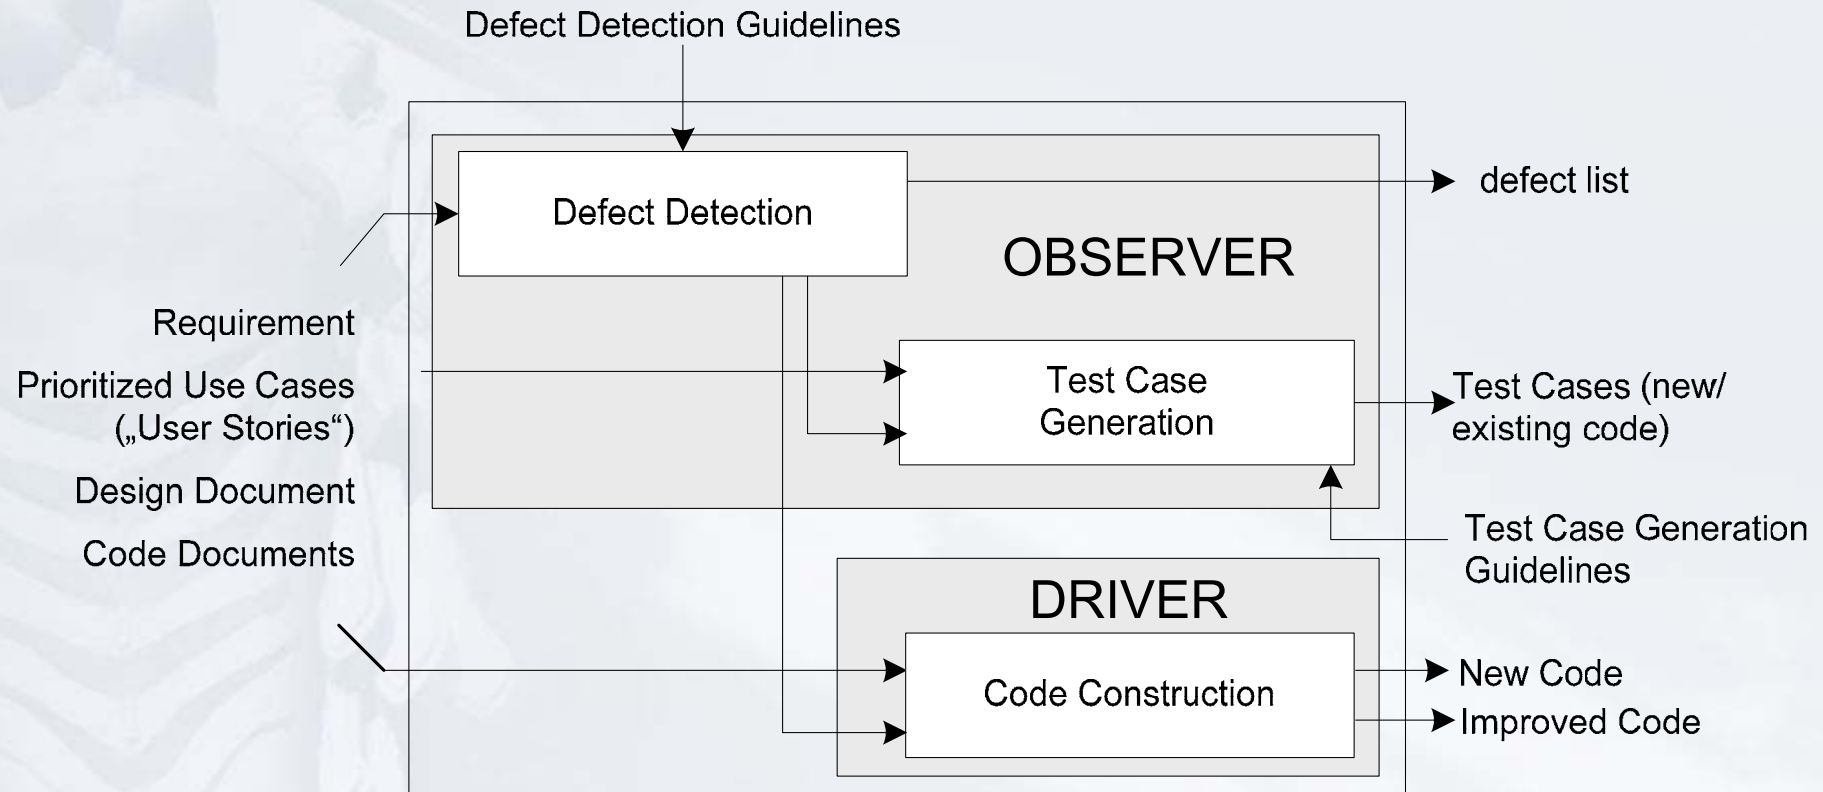 Defect Detection Guidelines
Defect Detection
defect list
OBSERVER
Requirement
Prioritized Use Cases
(„User Stories“)
Design Document
Code Documents
Test Case
Generation
Test Cases (new/
existing code)
Test Case Generation
Guidelines
DRIVER
Code Construction
New Code
Improved Code